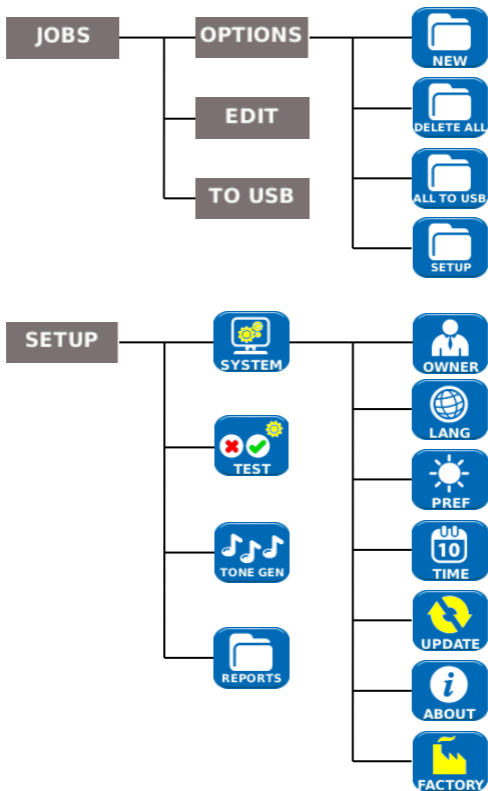 JOBS
OPTIONS
NEW
EDIT
DELETE ALL
TO USB
ALL TO USB
SETUP
SETUP
SYSTEM
OWNER
LANG
TEST
PREF
TONE GEN
10
TIME
REPORTS
UPDATE
i
ABOUT
FACTORY